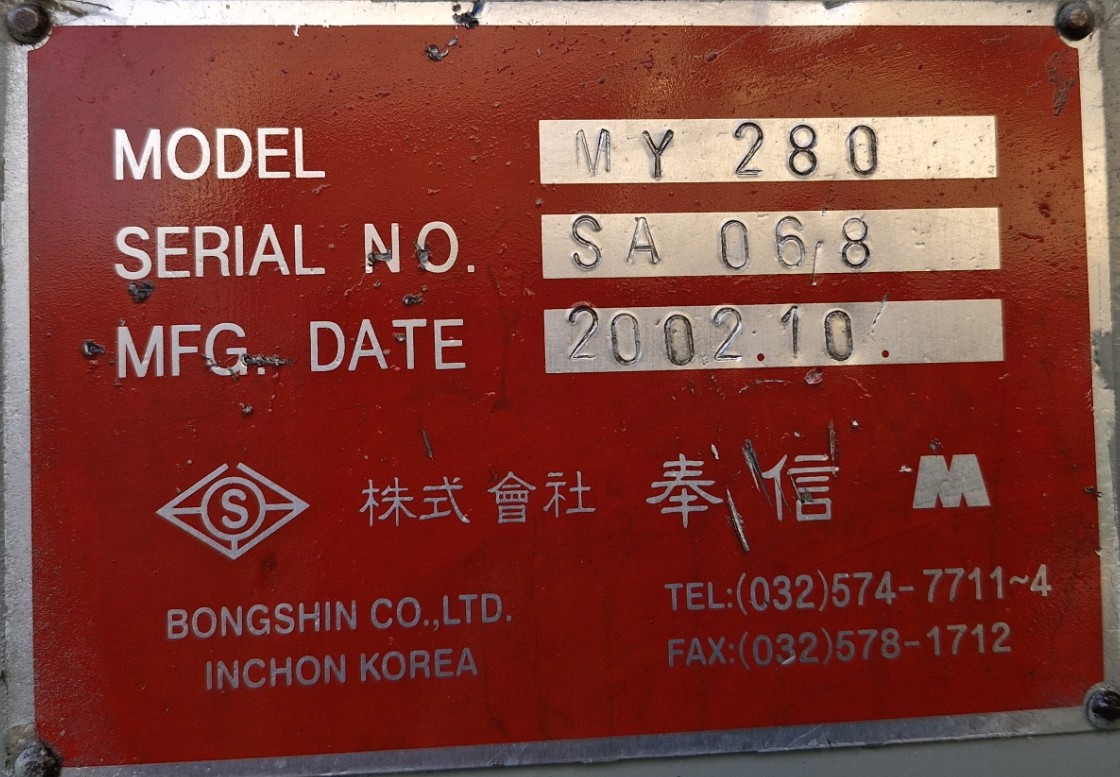 MODEL MY 280
SERIAL NO. SA 068
MFG. DATE 2002.10.
S 株式會社 奉信 M
BONGSHIN CO.,LTD. TEL:(032)574-7711~4
INCHON KOREA FAX:(032)578-1712